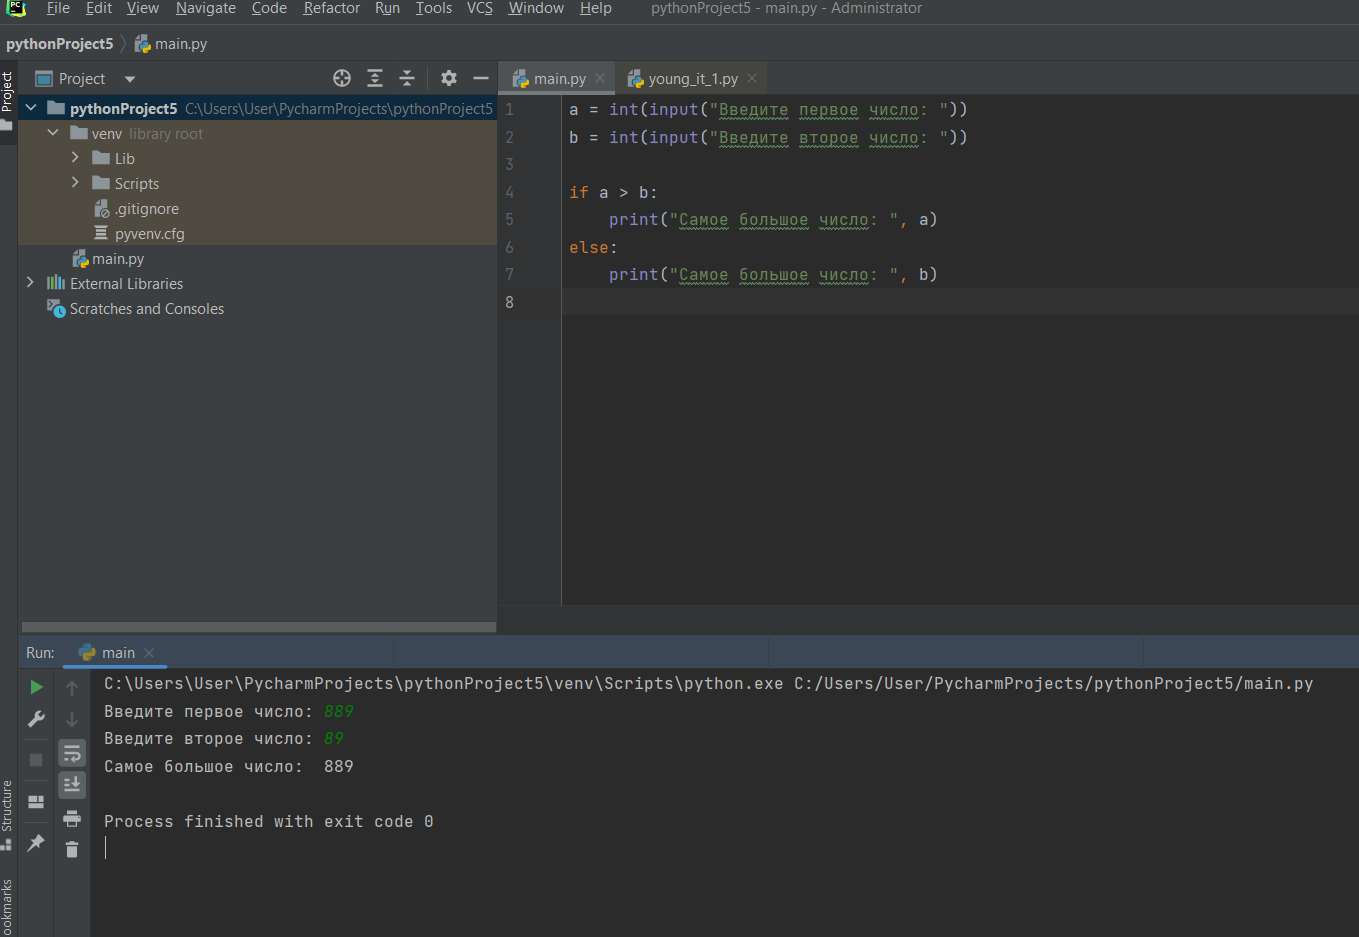 PC File Edit View Navigate Code Refactor Run Tools VCS Window Help pythonProject5 - main.py - Administrator
pythonProject5 main.py
Project
Project
main.py young_it_1.py
pythonProject5 C:\Users\User\PycharmProjects\pythonProject5
venv library root
Lib
Scripts
.gitignore
pyvenv.cfg
main.py
External Libraries
Scratches and Consoles
1 a = int(input("Введите первое число: "))
2 b = int(input("Введите второе число: "))
3
4 if a > b:
5 print("Самое большое число: ", a)
6 else:
7 print("Самое большое число: ", b)
8
Run: main
C:\Users\User\PycharmProjects\pythonProject5\venv\Scripts\python.exe C:/Users/User/PycharmProjects/pythonProject5/main.py
Введите первое число: 889
Введите второе число: 89
Самое большое число:  889
Process finished with exit code 0
Structure
ookmarks